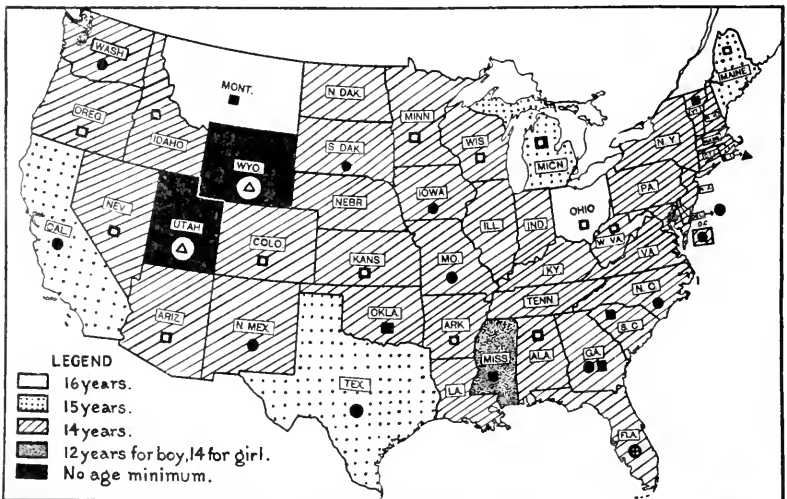 WASH
MONT.
N. DAK.
MINN
MAINE
OREG
IDAHO
WYO
S. DAK.
WIS.
MICN
N.Y.
NEV.
UTAH
NEBR
IOWA
ILL.
IND.
OHIO
PA.
CAL.
COLO
KANS
MO.
KY.
W. VA.
VA.
D.C.
ARIZ
N. MEX.
OKLA.
ARK
TENN
N. C.
S. C.
TEX.
LA.
MISS.
ALA.
GA.
FLA.
LEGEND
16 years.
15 years.
14 years.
12 years for boy, 14 for girl.
No age minimum.